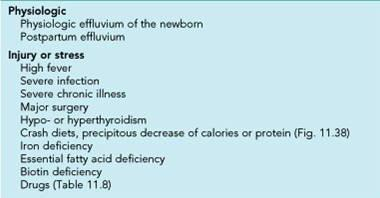 Physiologic
Physiologic effluvium of the newborn
Postpartum effluvium
Injury or stress
High fever
Severe infection
Severe chronic illness
Major surgery
Hypo- or hyperthyroidism
Crash diets, precipitous decrease of calories or protein (Fig. 11.38)
Iron deficiency
Essential fatty acid deficiency
Biotin deficiency
Drugs (Table 11.8)